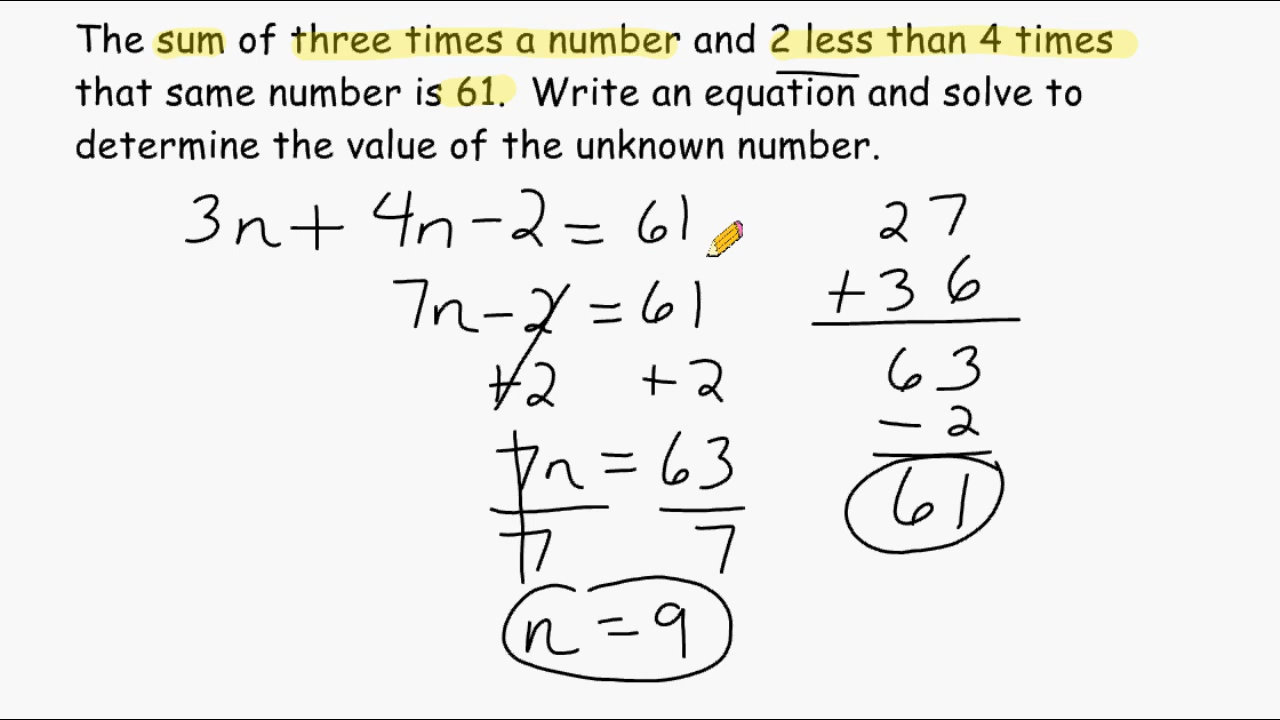 The sum of three times a number and 2 less than 4 times
that same number is 61. Write an equation and solve to
determine the value of the unknown number.
3n + 4n - 2 = 61
7n - 2 = 61
+2 +2
7n = 63
7 7
n = 9
27
+ 36
63
- 2
61